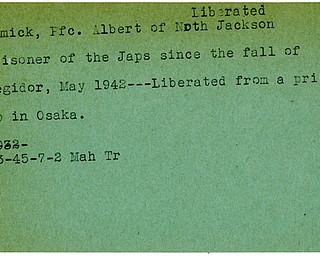 Liberated
mick, Pfc. Albert of North Jackson
isoner of the Japs since the fall of
egidor, May 1942---Liberated from a pri
in Osaka.
932-
3-45-7-2 Mah Tr